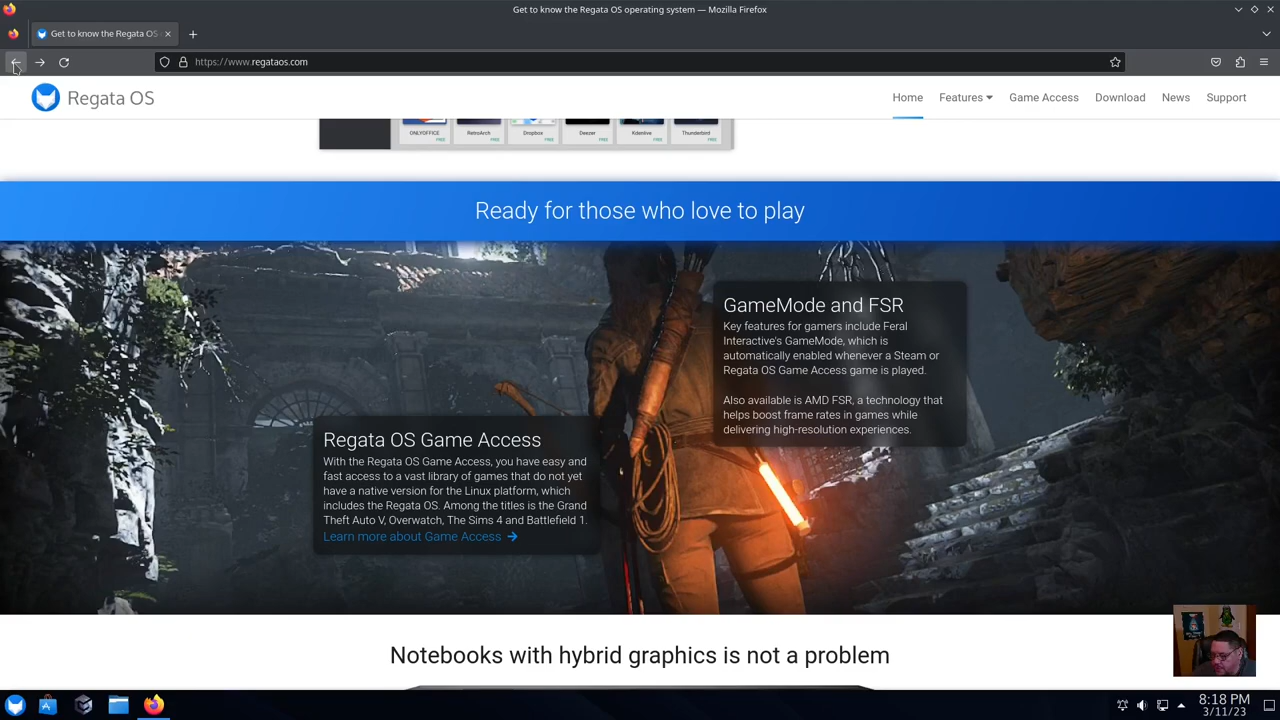 Get to know the Regata OS operating system — Mozilla Firefox
Get to know the Regata OS
https://www.regataos.com
Regata OS
Home
Features
Game Access
Download
News
Support
ONLYOFFICE
RetroArch
Dropbox
Deezer
Kdenlive
Thunderbird
FREE
FREE
FREE
FREE
FREE
FREE
Ready for those who love to play
GameMode and FSR
Key features for gamers include Feral
Interactive's GameMode, which is
automatically enabled whenever a Steam or
Regata OS Game Access game is played.
Also available is AMD FSR, a technology that
helps boost frame rates in games while
delivering high-resolution experiences.
Regata OS Game Access
With the Regata OS Game Access, you have easy and
fast access to a vast library of games that do not yet
have a native version for the Linux platform, which
includes the Regata OS. Among the titles is the Grand
Theft Auto V, Overwatch, The Sims 4 and Battlefield 1.
Learn more about Game Access
Notebooks with hybrid graphics is not a problem
8:18 PM
3/11/23